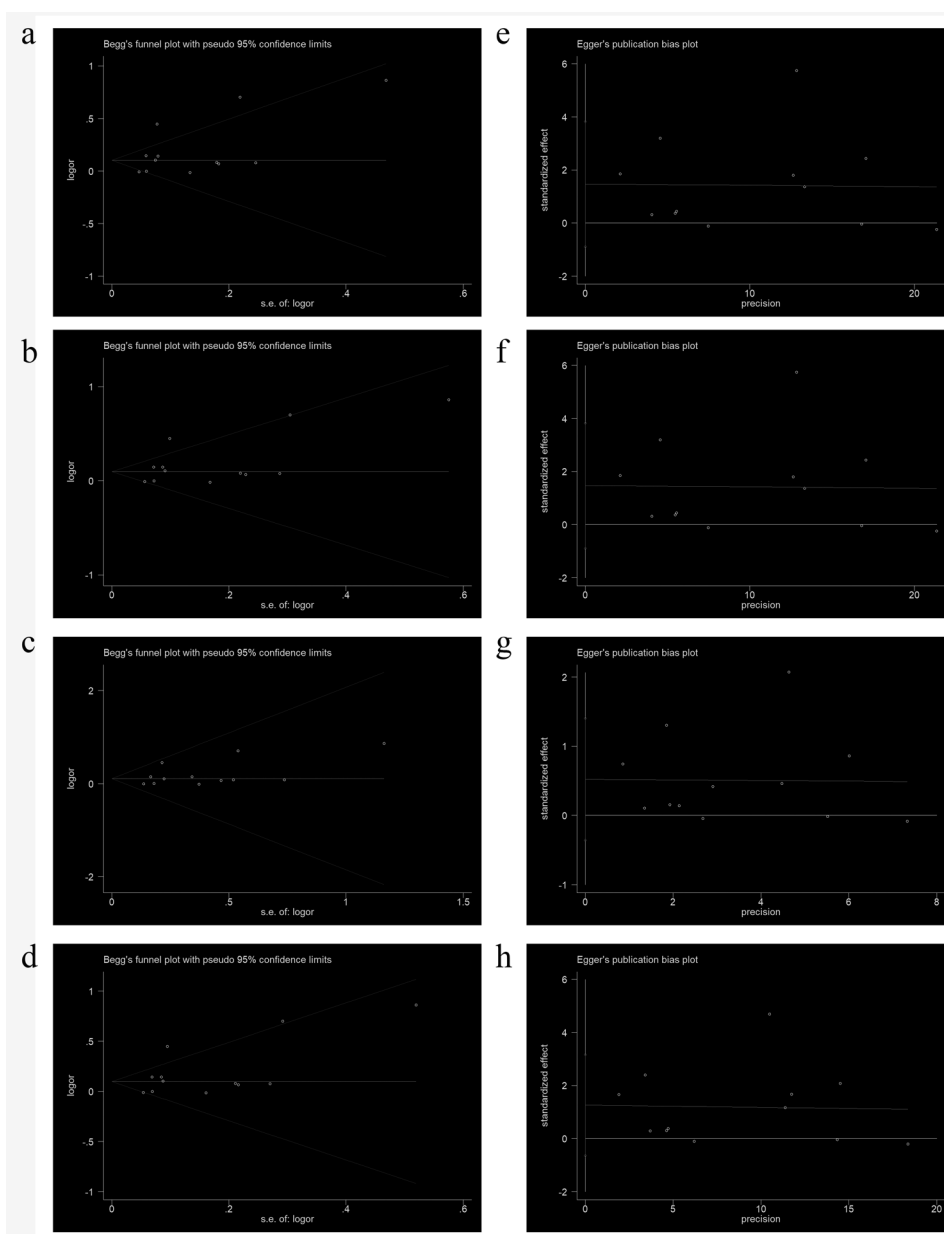 a
Begg's funnel plot with pseudo 95% confidence limits
logor
1
.5
0
-.5
-1
0 .2 .4 .6
s.e. of: logor
e
Egger's publication bias plot
standardized effect
6
4
2
0
-2
0 10 20
precision
b
Begg's funnel plot with pseudo 95% confidence limits
logor
1
0
-1
0 .2 .4 .6
s.e. of: logor
f
Egger's publication bias plot
standardized effect
6
4
2
0
-2
0 10 20
precision
c
Begg's funnel plot with pseudo 95% confidence limits
logor
2
0
-2
0 .5 1 1.5
s.e. of: logor
g
Egger's publication bias plot
standardized effect
2
1
0
-1
0 2 4 6 8
precision
d
Begg's funnel plot with pseudo 95% confidence limits
logor
1
.5
0
-.5
-1
0 .2 .4 .6
s.e. of: logor
h
Egger's publication bias plot
standardized effect
6
4
2
0
-2
0 5 10 15 20
precision